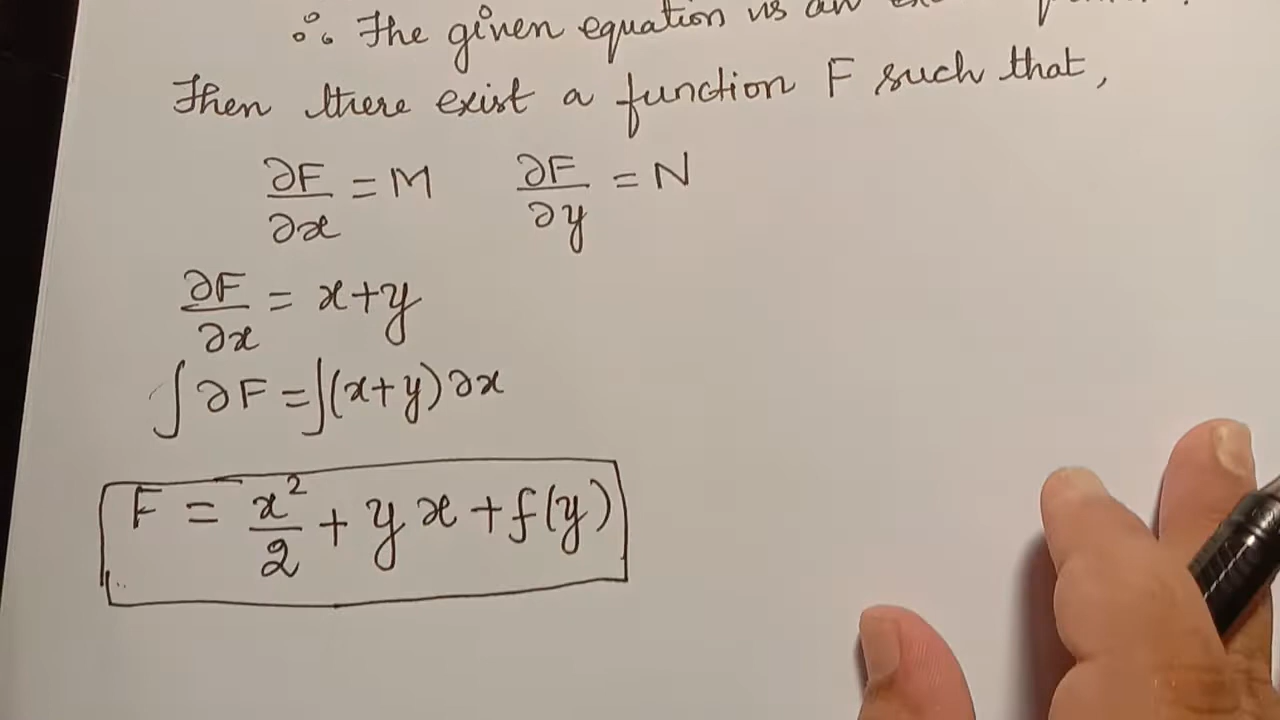 ∴ The given equation is an
Then there exist a function F such that,
∂F/∂x = M ∂F/∂y = N
∂F/∂x = x+y
∫∂F = ∫(x+y)∂x
F = x²/2 + yx + f(y)